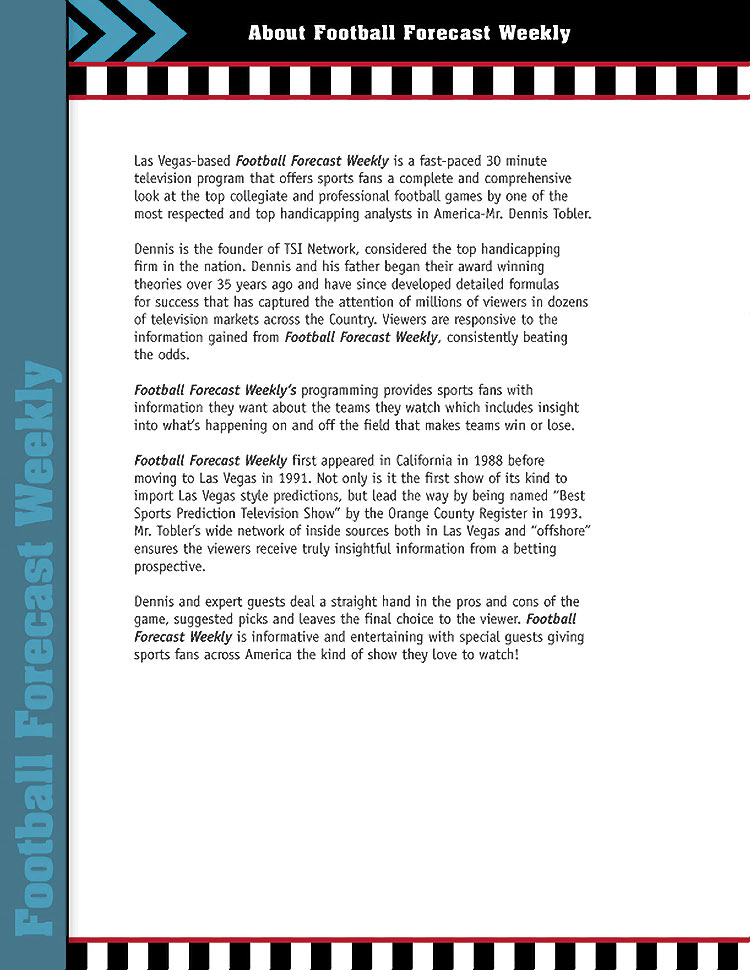 About Football Forecast Weekly
Las Vegas-based Football Forecast Weekly is a fast-paced 30 minute
television program that offers sports fans a complete and comprehensive
look at the top collegiate and professional football games by one of the
most respected and top handicapping analysts in America-Mr. Dennis Tobler.
Dennis is the founder of TSI Network, considered the top handicapping
firm in the nation. Dennis and his father began their award winning
theories over 35 years ago and have since developed detailed formulas
for success that has captured the attention of millions of viewers in dozens
of television markets across the Country. Viewers are responsive to the
information gained from Football Forecast Weekly, consistently beating
the odds.
Football Forecast Weekly’s programming provides sports fans with
information they want about the teams they watch which includes insight
into what’s happening on and off the field that makes teams win or lose.
Football Forecast Weekly first appeared in California in 1988 before
moving to Las Vegas in 1991. Not only is it the first show of its kind to
import Las Vegas style predictions, but lead the way by being named “Best
Sports Prediction Television Show” by the Orange County Register in 1993.
Mr. Tobler’s wide network of inside sources both in Las Vegas and “offshore”
ensures the viewers receive truly insightful information from a betting
prospective.
Dennis and expert guests deal a straight hand in the pros and cons of the
game, suggested picks and leaves the final choice to the viewer. Football
Forecast Weekly is informative and entertaining with special guests giving
sports fans across America the kind of show they love to watch!
Football Forecast Weekly